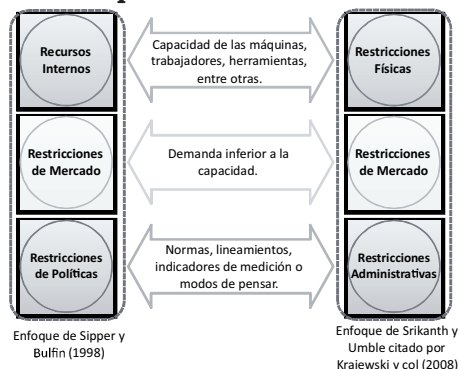 Recursos
Internos
Capacidad de las máquinas,
trabajadores, herramientas,
entre otras.
Restricciones
Físicas
Restricciones
de Mercado
Demanda inferior a la
capacidad.
Restricciones
de Mercado
Restricciones
de Políticas
Normas, lineamientos,
indicadores de medición o
modos de pensar.
Restricciones
Administrativas
Enfoque de Sipper y
Bulfin (1998)
Enfoque de Srikanth y
Umble citado por
Krajewski y col (2008)